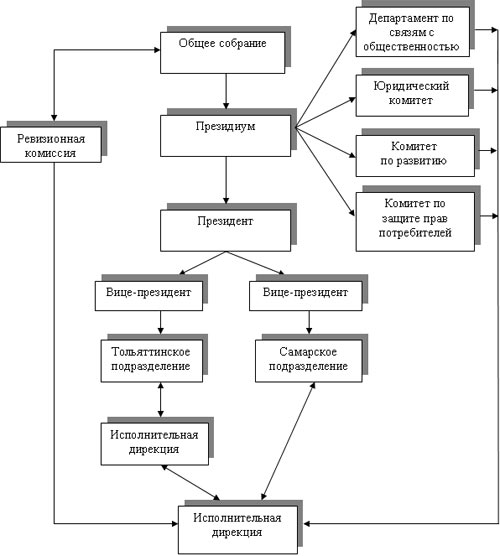 Департамент по
связям с
общественностью
Общее собрание
Юридический
комитет
Президиум
Ревизионная
комиссия
Комитет
по развитию
Комитет по
защите прав
потребителей
Президент
Вице-президент
Вице-президент
Тольяттинское
подразделение
Самарское
подразделение
Исполнительная
дирекция
Исполнительная
дирекция